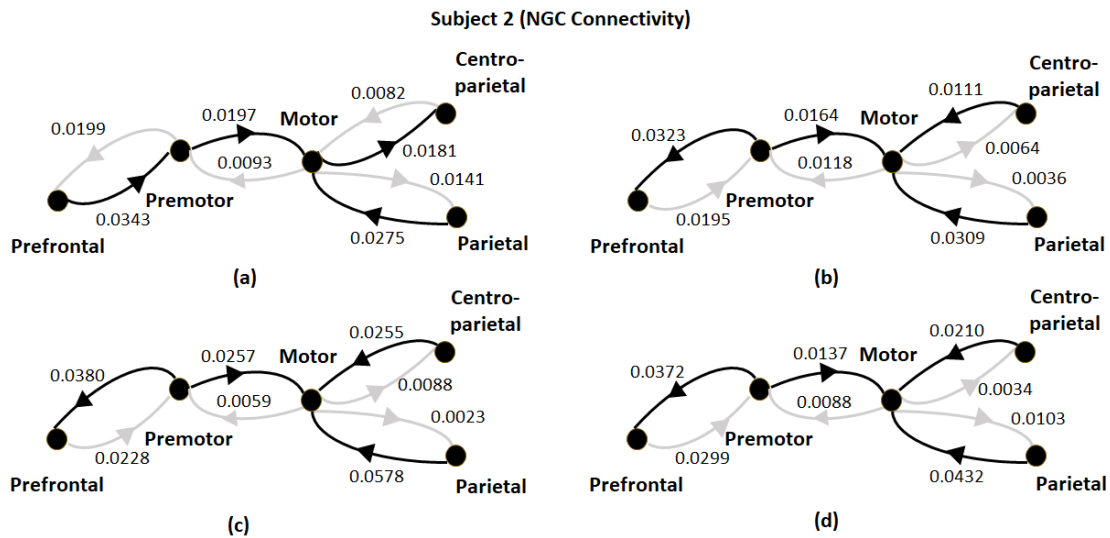 Subject 2 (NGC Connectivity)
Centro-
parietal
0.0082
Motor
0.0197
0.0199
0.0181
0.0093
0.0141
Premotor
0.0343
0.0275
Prefrontal
Parietal
(a)
Centro-
parietal
0.0111
Motor
0.0164
0.0323
0.0064
0.0118
0.0036
Premotor
0.0195
0.0309
Prefrontal
Parietal
(b)
Centro-
parietal
0.0255
Motor
0.0257
0.0380
0.0088
0.0059
0.0023
Premotor
0.0228
0.0578
Prefrontal
Parietal
(c)
Centro-
parietal
0.0210
Motor
0.0137
0.0372
0.0034
0.0088
0.0103
Premotor
0.0299
0.0432
Prefrontal
Parietal
(d)